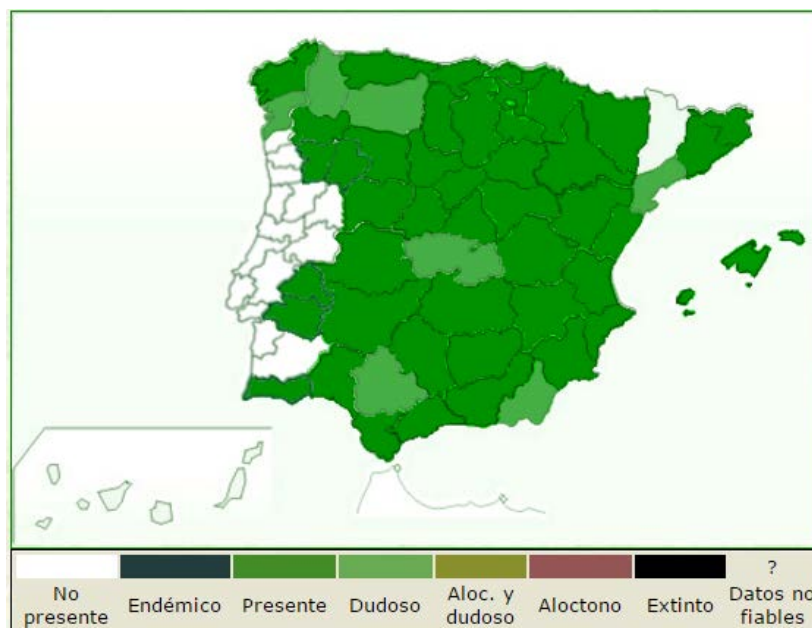 ?
No presente
Endémico
Presente
Dudoso
Aloc. y dudoso
Aloctono
Extinto
Datos no fiables